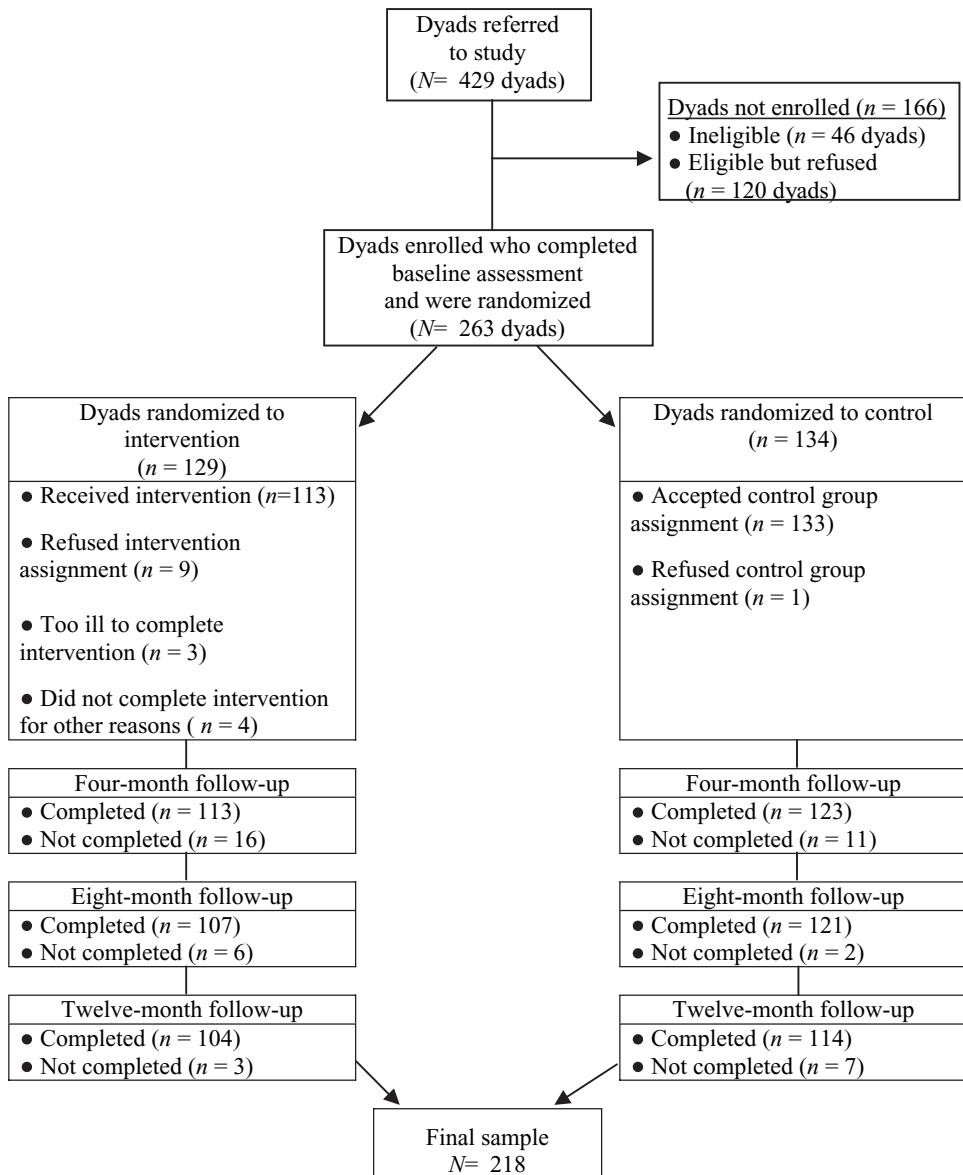 Dyads referred
to study
(N= 429 dyads)
Dyads not enrolled (n = 166)
● Ineligible (n = 46 dyads)
● Eligible but refused
(n = 120 dyads)
Dyads enrolled who completed
baseline assessment
and were randomized
(N= 263 dyads)
Dyads randomized to
intervention
(n = 129)
● Received intervention (n=113)
● Refused intervention
assignment (n = 9)
● Too ill to complete
intervention (n = 3)
● Did not complete intervention
for other reasons ( n = 4)
Dyads randomized to control
(n = 134)
● Accepted control group
assignment (n = 133)
● Refused control group
assignment (n = 1)
Four-month follow-up
● Completed (n = 113)
● Not completed (n = 16)
Four-month follow-up
● Completed (n = 123)
● Not completed (n = 11)
Eight-month follow-up
● Completed (n = 107)
● Not completed (n = 6)
Eight-month follow-up
● Completed (n = 121)
● Not completed (n = 2)
Twelve-month follow-up
● Completed (n = 104)
● Not completed (n = 3)
Twelve-month follow-up
● Completed (n = 114)
● Not completed (n = 7)
Final sample
N= 218